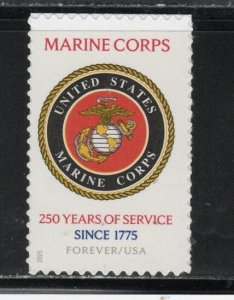 MARINE CORPS
UNITED STATES
MARINE CORPS
250 YEARS OF SERVICE
SINCE 1775
FOREVER/USA
2025